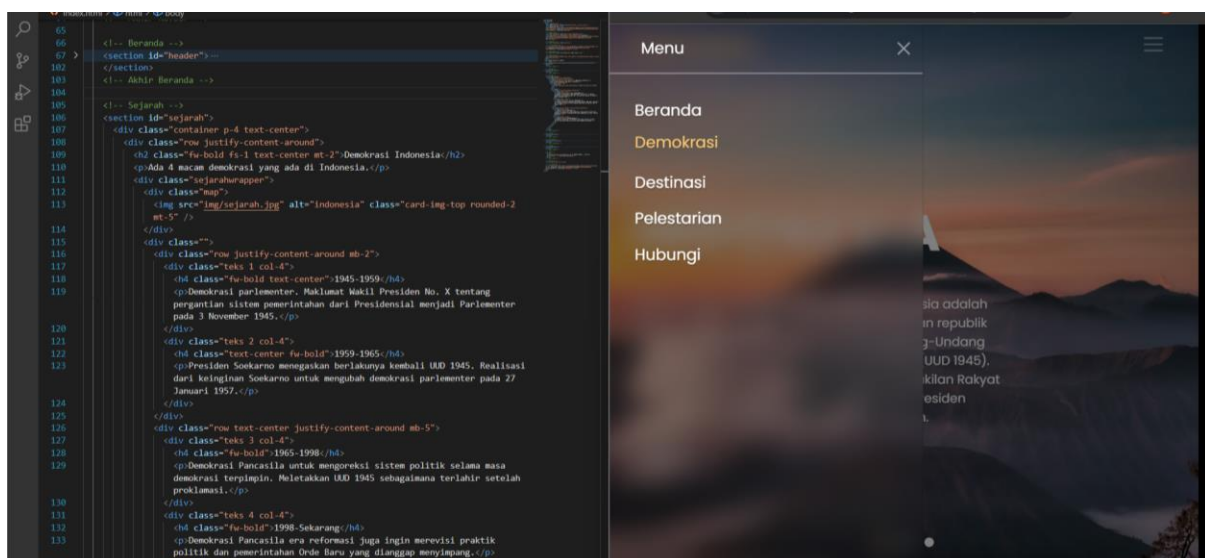 index.html > html > body
65
66 <!-- Beranda -->
67 <section id="header"> ⋯
102 </section>
103 <!-- Akhir Beranda -->
104
105 <!-- Sejarah -->
106 <section id="sejarah">
107 <div class="container p-4 text-center">
108 <div class="row justify-content-around">
109 <h2 class="fw-bold fs-1 text-center mt-2">Demokrasi Indonesia</h2>
110 <p>Ada 4 macam demokrasi yang ada di Indonesia.</p>
111 <div class="sejarahwrapper">
112 <div class="map">
113 <img src="img/sejarah.jpg" alt="indonesia" class="card-img-top rounded-2
mt-5" />
114 </div>
115 <div class="">
116 <div class="row justify-content-around mb-2">
117 <div class="teks 1 col-4">
118 <h4 class="fw-bold text-center">1945-1959</h4>
119 <p>Demokrasi parlementer. Maklumat Wakil Presiden No. X tentang
pergantian sistem pemerintahan dari Presidensial menjadi Parlementer
pada 3 November 1945.</p>
120 </div>
121 <div class="teks 2 col-4">
122 <h4 class="text-center fw-bold">1959-1965</h4>
123 <p>Presiden Soekarno menegaskan berlakunya kembali UUD 1945. Realisasi
dari keinginan Soekarno untuk mengubah demokrasi parlementer pada 27
Januari 1957.</p>
124 </div>
125 </div>
126 <div class="row text-center justify-content-around mb-5">
127 <div class="teks 3 col-4">
128 <h4 class="fw-bold">1965-1998</h4>
129 <p>Demokrasi Pancasila untuk mengoreksi sistem politik selama masa
demokrasi terpimpin. Meletakkan UUD 1945 sebagaimana terlahir setelah
proklamasi.</p>
130 </div>
131 <div class="teks 4 col-4">
132 <h4 class="fw-bold">1998-Sekarang</h4>
133 <p>Demokrasi Pancasila era reformasi juga ingin merevisi praktik
politik dan pemerintahan Orde Baru yang dianggap menyimpang.</p>
Menu
Beranda
Demokrasi
Destinasi
Pelestarian
Hubungi
A
sia adalah
an republik
g-Undang
UUD 1945).
kilan Rakyat
esiden